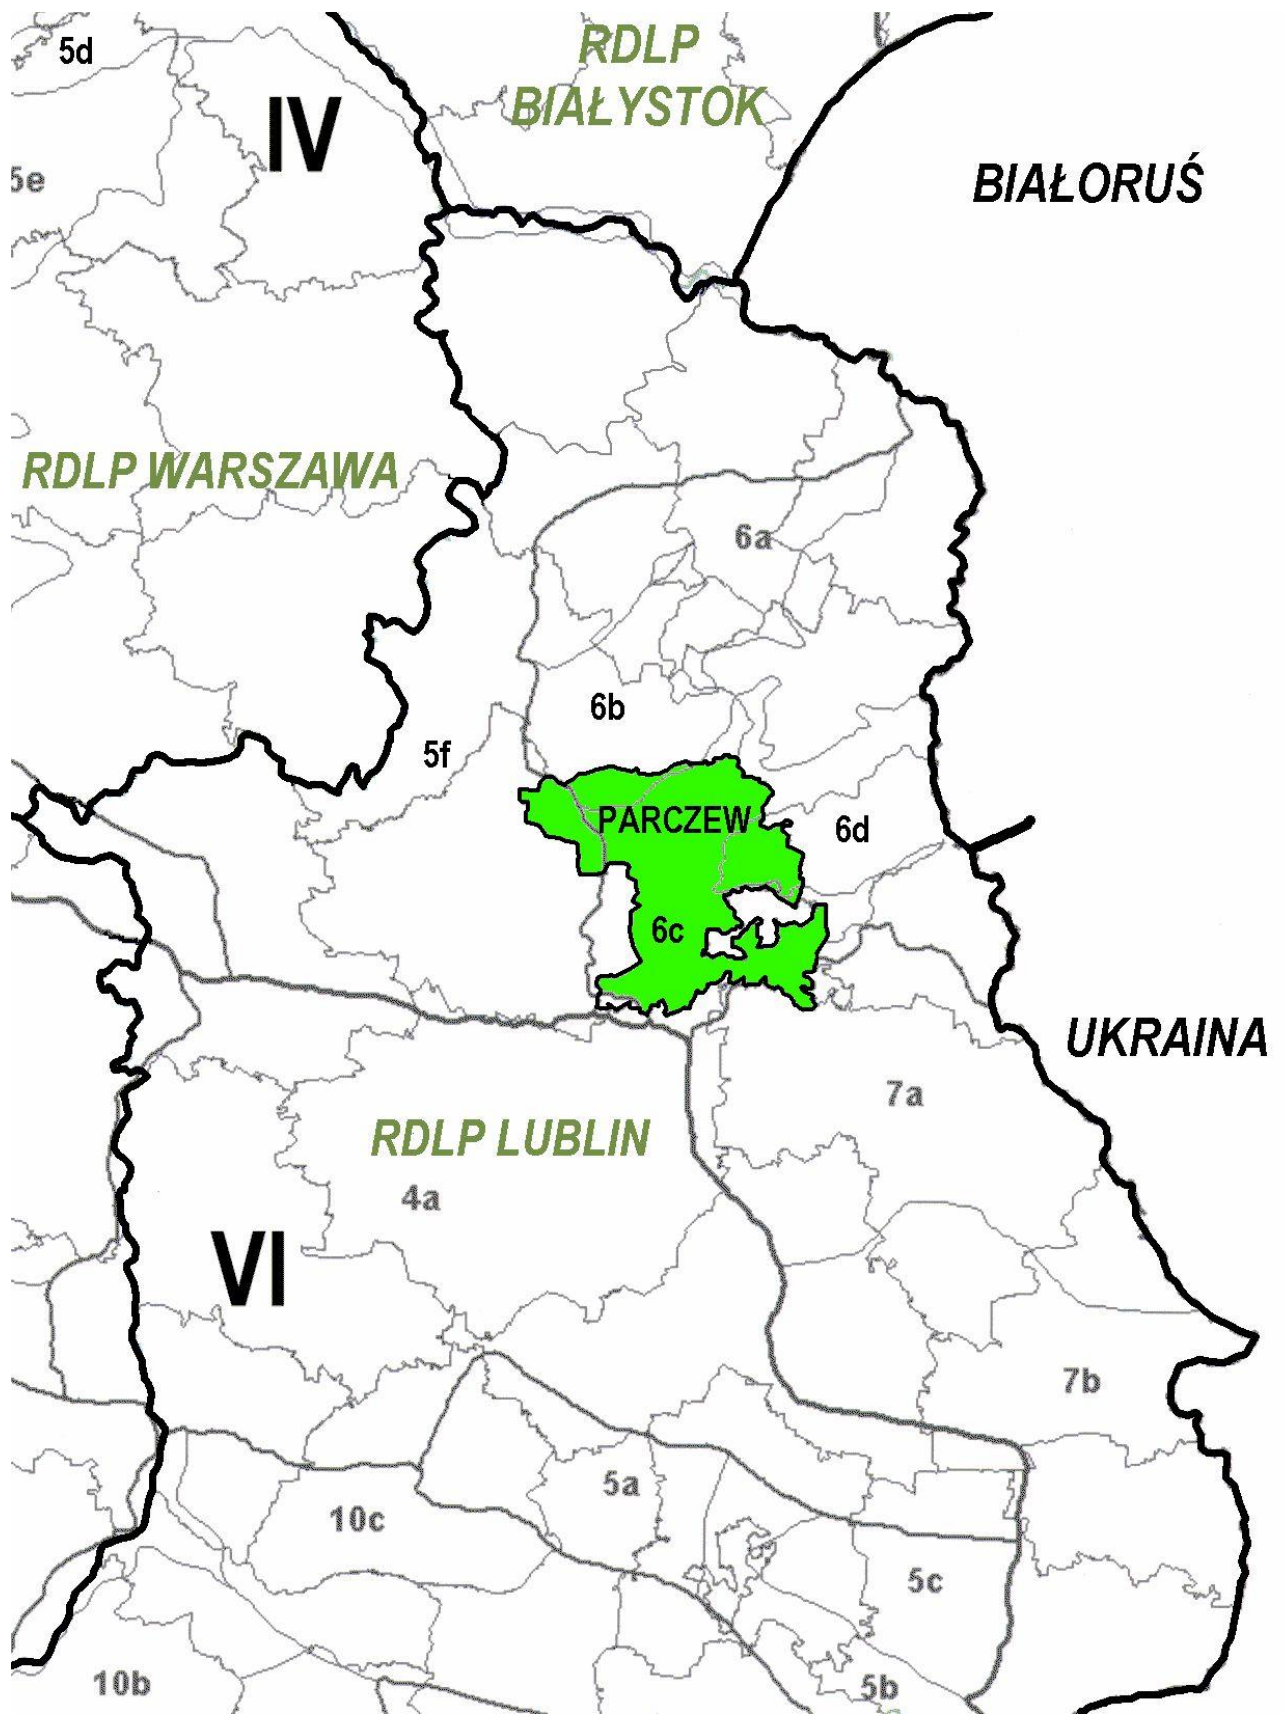 5d
RDLP
BIAŁYSTOK
IV
5e
BIAŁORUŚ
RDLP WARSZAWA
6a
6b
5f
PARCZEW
6d
6c
UKRAINA
7a
RDLP LUBLIN
4a
VI
7b
5a
10c
5c
10b
5b